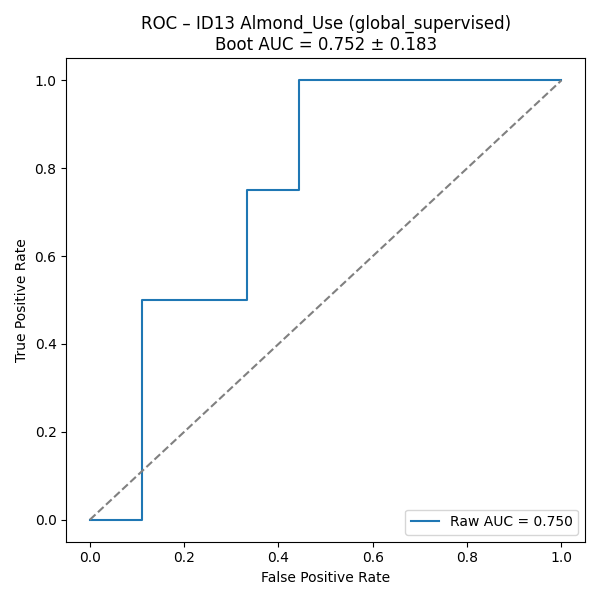 ROC – ID13 Almond_Use (global_supervised)
Boot AUC = 0.752 ± 0.183
True Positive Rate
1.0
0.8
0.6
0.4
0.2
0.0
Raw AUC = 0.750
0.0 0.2 0.4 0.6 0.8 1.0
False Positive Rate